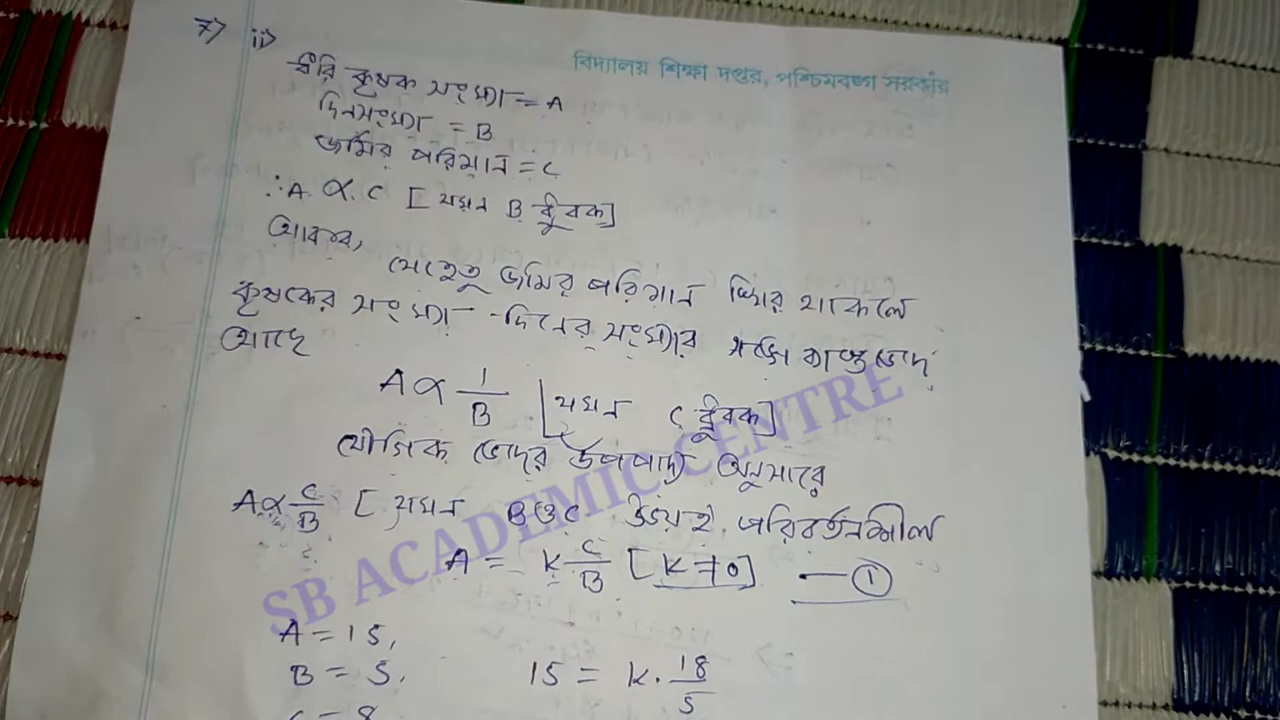 7) ii)
বিদ্যালয় শিক্ষা দপ্তর, পশ্চিমবঙ্গ সরকার
ধরি কৃষক সংখ্যা = A
দিনসংখ্যা = B
জমির পরিমান = C
∴ A ∝ C [যখন B ধ্রুবক]
আবার,
যেহেতু জমির পরিমান স্থির থাকলে
কৃষকের সংখ্যা দিনের সংখ্যার সঙ্গে ব্যস্তভেদে
আছে
A ∝ 1/B [যখন C ধ্রুবক]
যৌগিক ভেদের উপপাদ্য অনুসারে
A ∝ C/B [যখন B ও C উভয়ই পরিবর্তনশীল
A = K C/B [K ≠ 0] — ①
SB ACADEMIC CENTRE
A = 15,
B = 5, 15 = K. 18/5